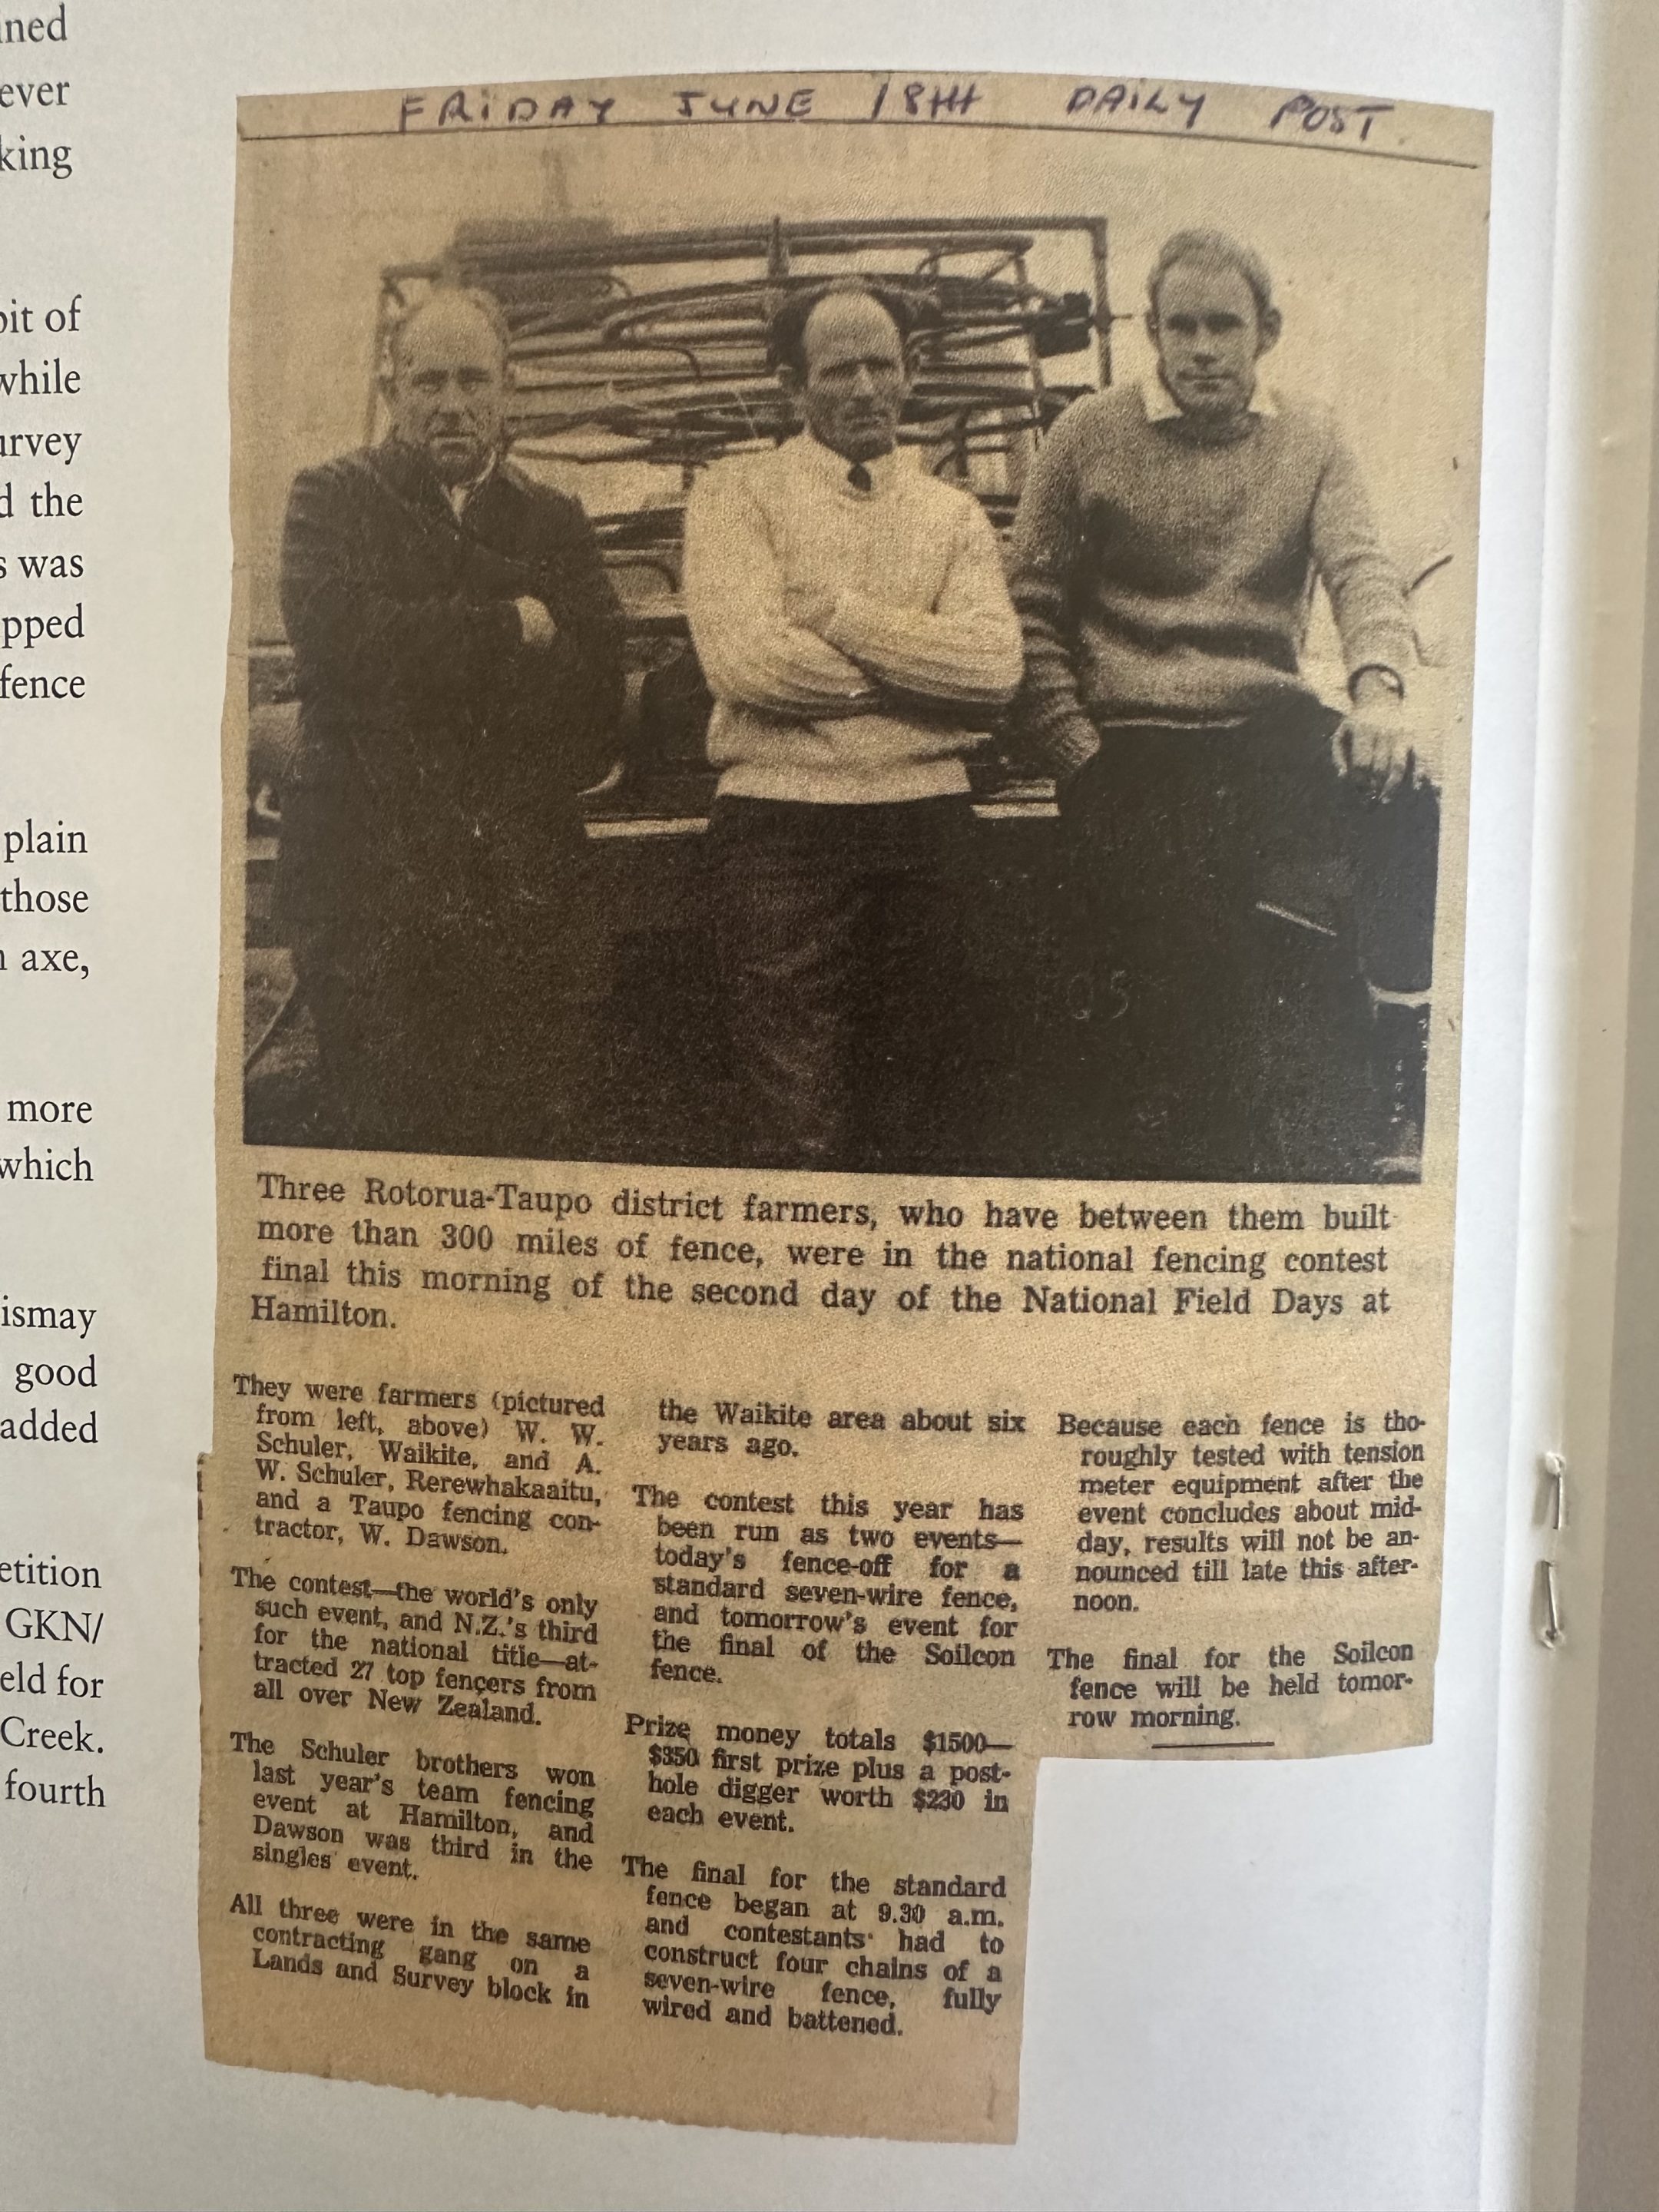 ined
ever
king
bit of
while
urvey
d the
s was
pped
fence
plain
those
n axe,
more
which
ismay
good
added
etition
GKN/
eld for
Creek.
fourth
FRIDAY JUNE 18TH DAILY POST.
Three Rotorua-Taupo district farmers, who have between them built
more than 300 miles of fence, were in the national fencing contest
final this morning of the second day of the National Field Days at
Hamilton.
They were farmers (pictured
from left, above) W. W.
Schuler, Waikite, and A.
W. Schuler, Rerewhakaaitu,
and a Taupo fencing con-
tractor, W. Dawson.
The contest—the world's only
such event, and N.Z.'s third
for the national title—at-
tracted 27 top fencers from
all over New Zealand.
The Schuler brothers won
last year's team fencing
event at Hamilton, and
Dawson was third in the
singles event.
All three were in the same
contracting gang on a
Lands and Survey block in
the Waikite area about six
years ago.
The contest this year has
been run as two events—
today's fence-off for a
standard seven-wire fence,
and tomorrow's event for
the final of the Soilcon
fence.
Prize money totals $1500—
$350 first prize plus a post-
hole digger worth $230 in
each event.
The final for the standard
fence began at 9.30 a.m.
and contestants had to
construct four chains of a
seven-wire fence, fully
wired and battened.
Because each fence is tho-
roughly tested with tension
meter equipment after the
event concludes about mid-
day, results will not be an-
nounced till late this after-
noon.
The final for the Soilcon
fence will be held tomor-
row morning.